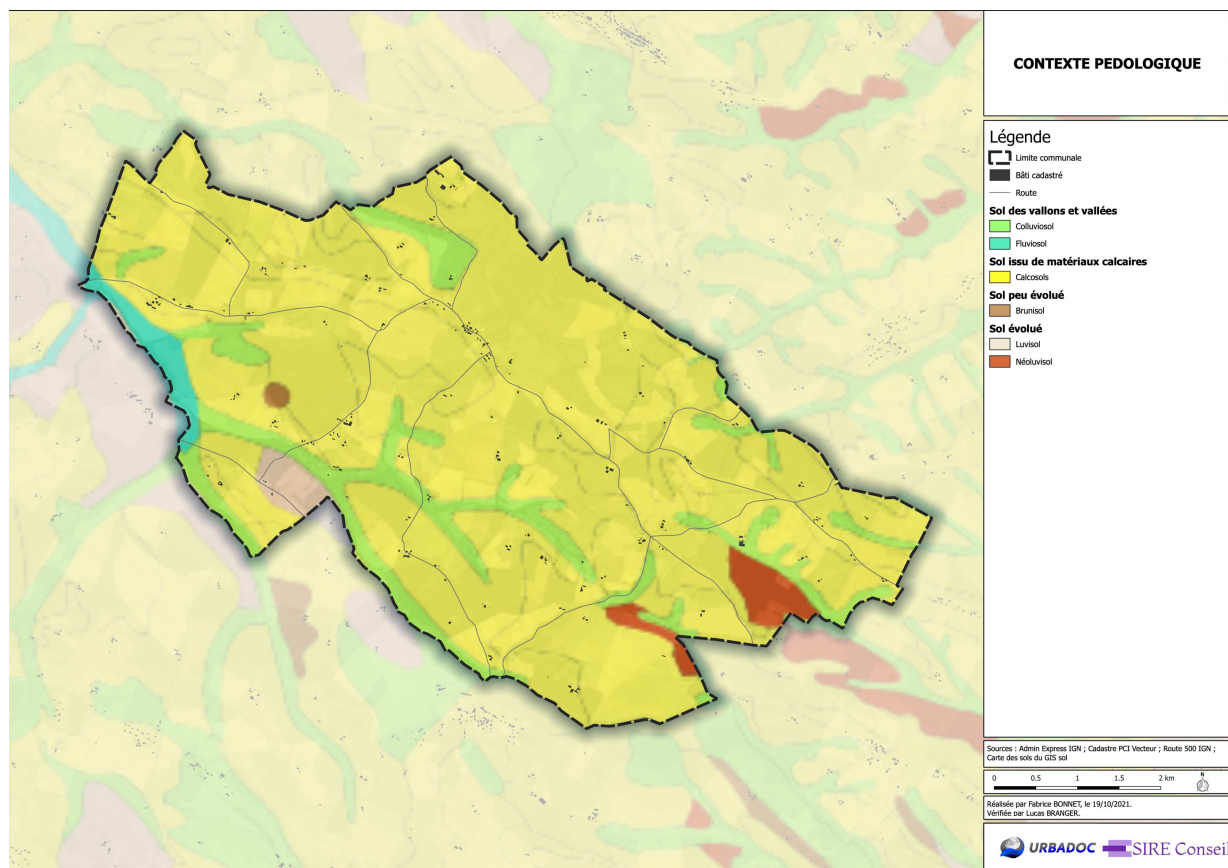 CONTEXTE PEDOLOGIQUE
Légende
Limite communale
Bâti cadastré
Route
Sol des vallons et vallées
Colluviosol
Fluviosol
Sol issu de matériaux calcaires
Calcosols
Sol peu évolué
Brunisol
Sol évolué
Luvisol
Néoluvisol
Sources : Admin Express IGN ; Cadastre PCI Vecteur ; Route 500 IGN ;
Carte des sols du GIS sol
0 0.5 1 1.5 2 km
N
Réalisée par Fabrice BONNET, le 19/10/2021.
Vérifiée par Lucas BRANGER.
URBADOC SIRE Conseil